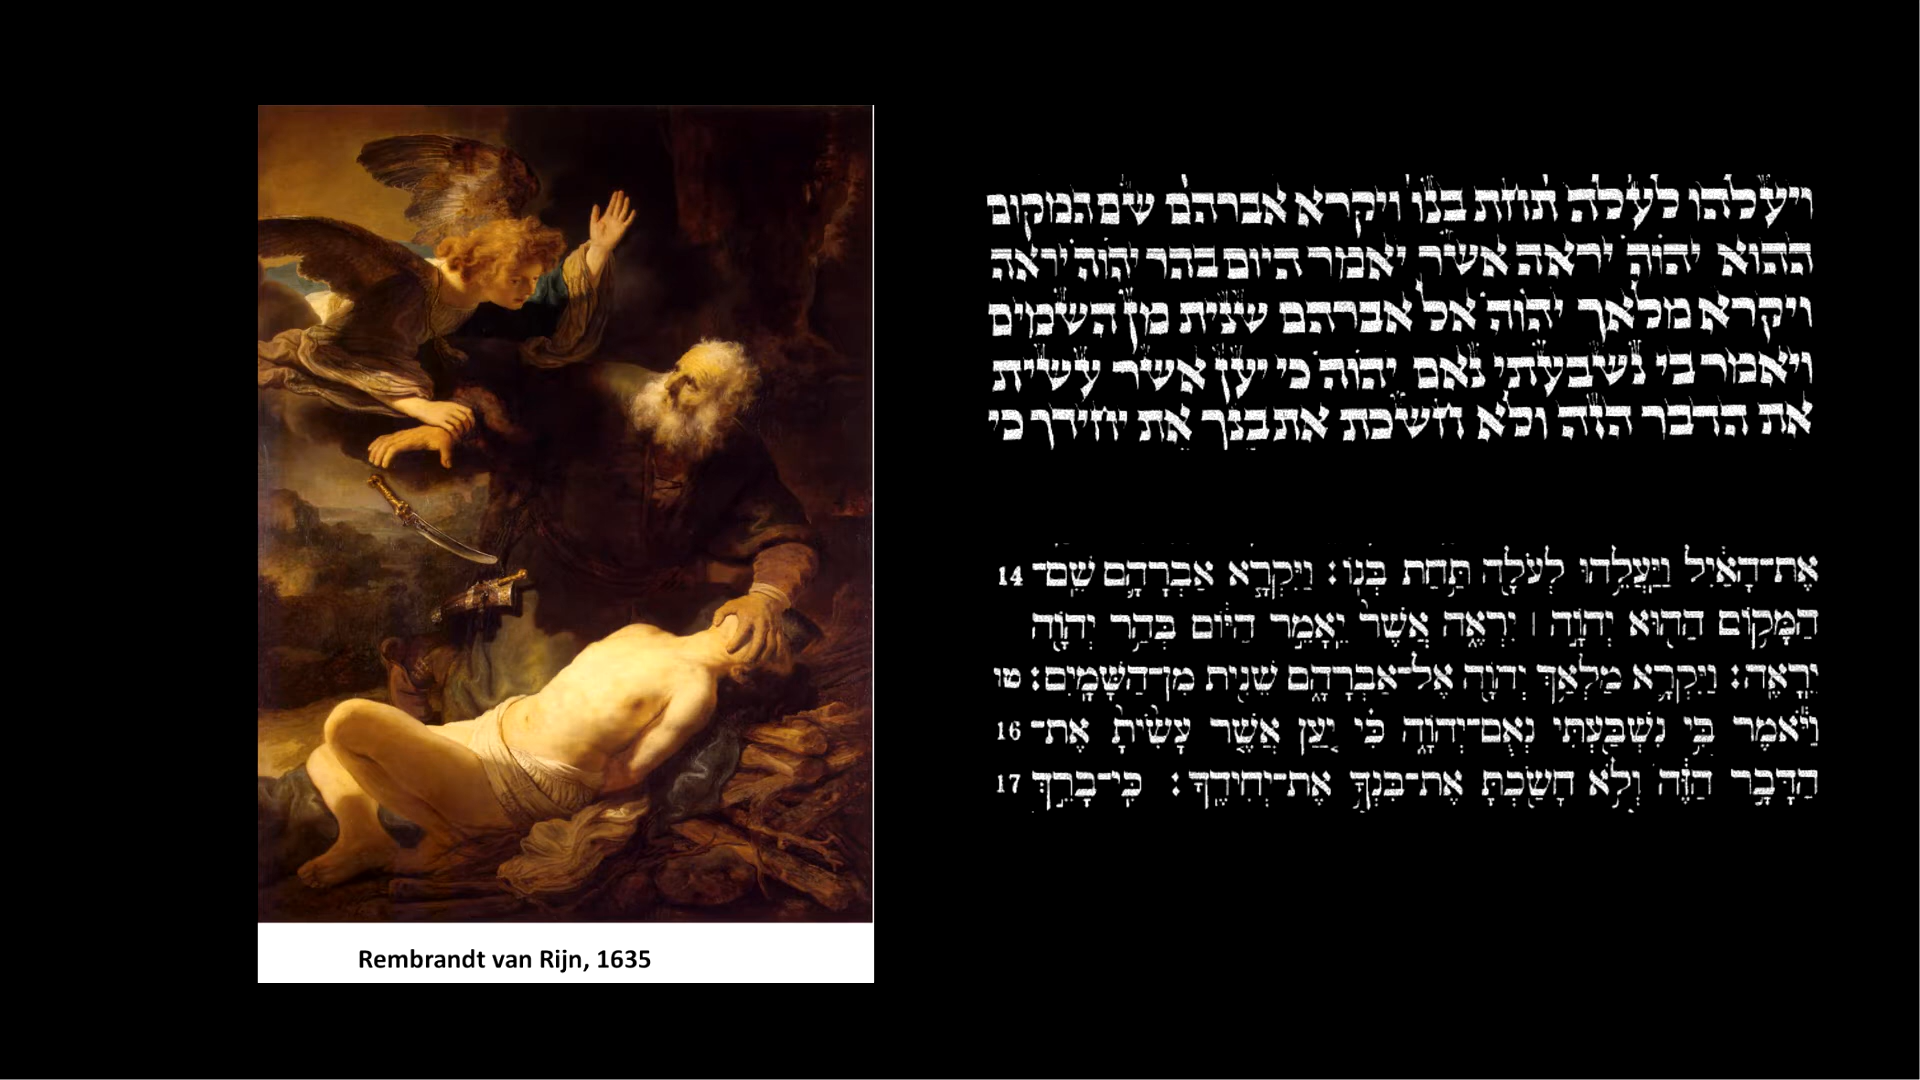 Rembrandt van Rijn, 1635
ויעלהו לעלה תחת בנו ויקרא אברהם שם המקום
ההוא יהוה יראה אשר יאמר היום בהר יהוה יראה
ויקרא מלאך יהוה אל אברהם שנית מן השמים
ויאמר בי נשבעתי נאם יהוה כי יען אשר עשית
את הדבר הזה ולא חשכת את בנך את יחידך כי
אֶת־הָאַ֔יִל וַיַּעֲלֵ֥הוּ לְעֹלָ֖ה תַּ֥חַת בְּנֽוֹ׃ וַיִּקְרָ֧א אַבְרָהָ֛ם שֵֽׁם־ 14
הַמָּק֥וֹם הַה֖וּא יְהוָ֣ה ׀ יִרְאֶ֑ה אֲשֶׁר֙ יֵאָמֵ֣ר הַיּ֔וֹם בְּהַ֥ר יְהוָ֖ה
יֵרָאֶֽה׃ וַיִּקְרָ֛א מַלְאַ֥ךְ יְהוָ֖ה אֶל־אַבְרָהָ֑ם שֵׁנִ֖ית מִן־הַשָּׁמָֽיִם׃ טו
וַיֹּ֕אמֶר בִּ֥י נִשְׁבַּ֖עְתִּי נְאֻם־יְהוָ֑ה כִּ֗י יַ֚עַן אֲשֶׁ֤ר עָשִׂ֙יתָ֙ אֶת־ 16
הַדָּבָ֣ר הַזֶּ֔ה וְלֹ֥א חָשַׂ֖כְתָּ אֶת־בִּנְךָ֥ אֶת־יְחִידֶֽךָ׃ כִּֽי־בָרֵ֣ךְ 17